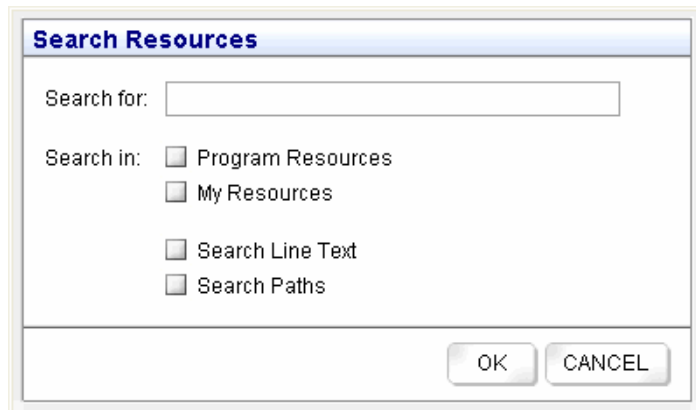 Search Resources
Search for:
Search in: Program Resources
My Resources
Search Line Text
Search Paths
OK CANCEL